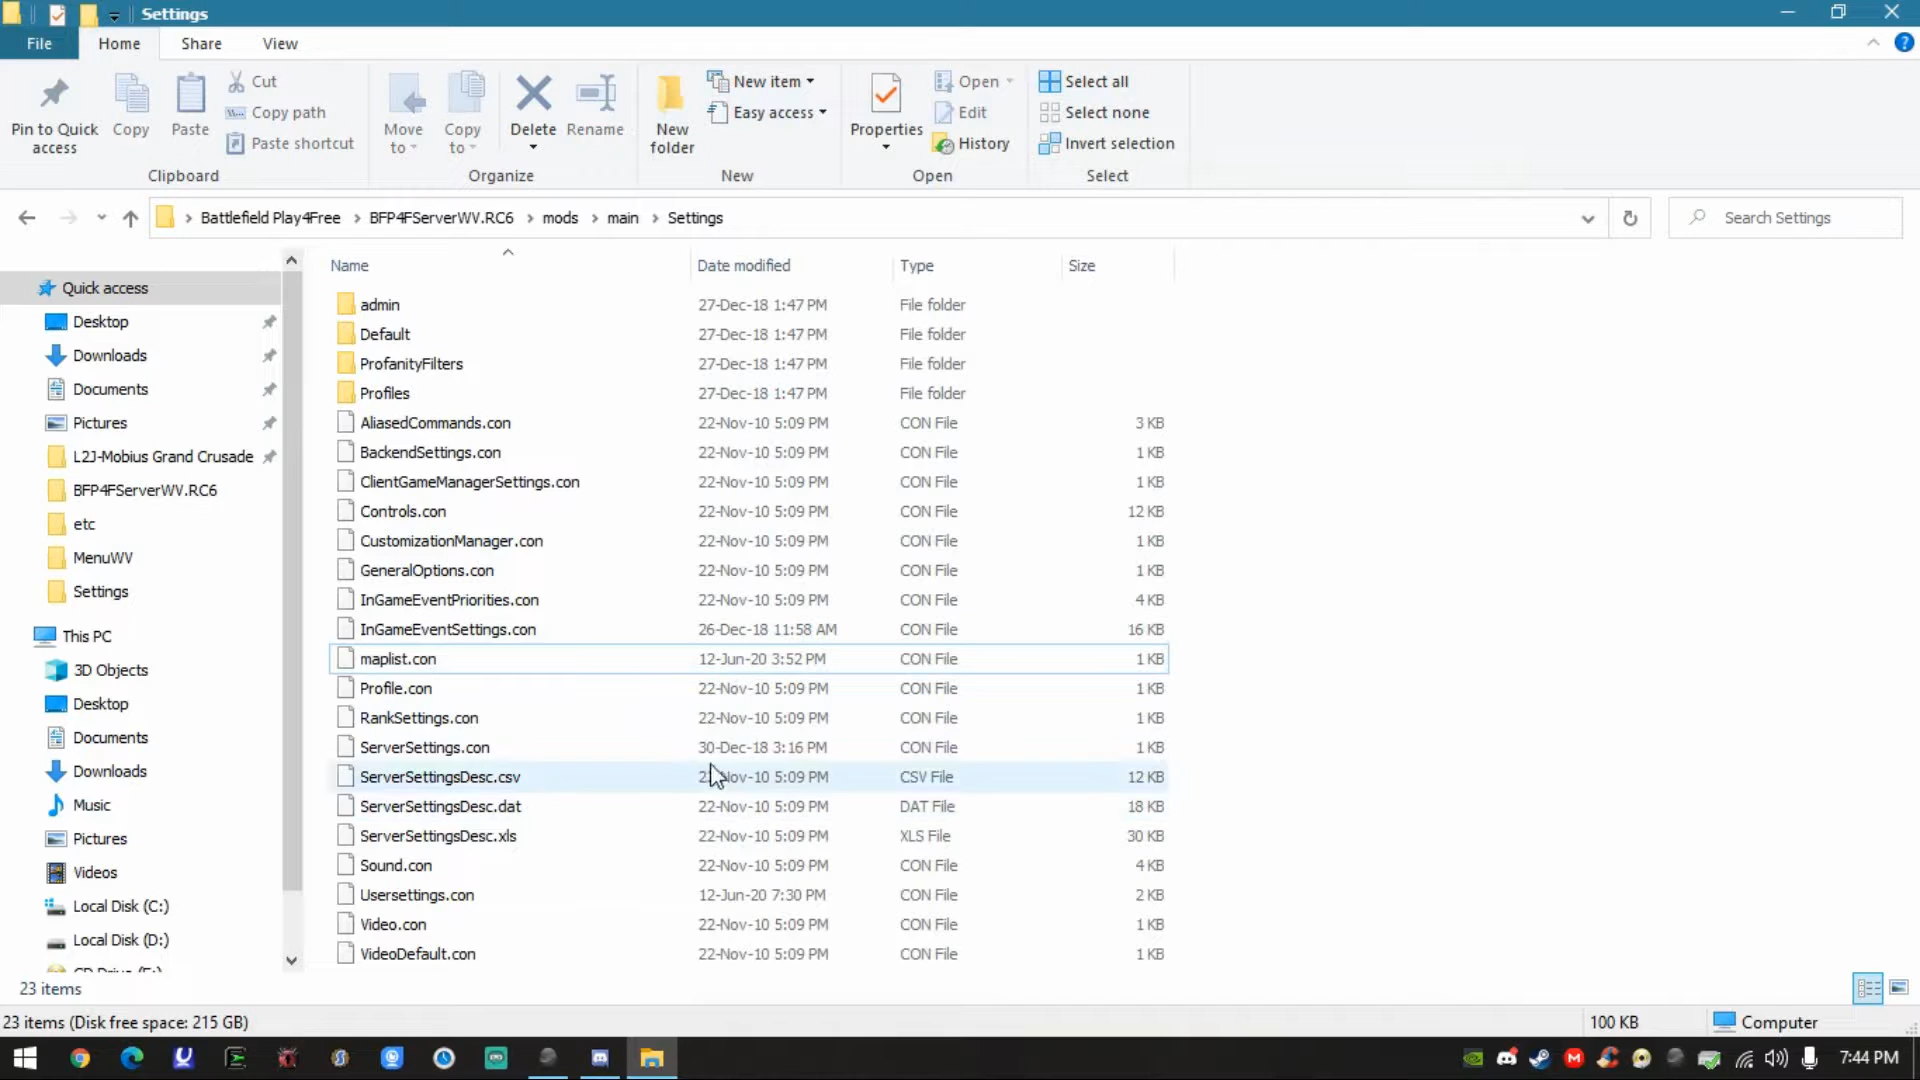 Settings
File Home Share View
Pin to Quick access
Copy
Paste
Cut
Copy path
Paste shortcut
Clipboard
Move to
Copy to
Delete
Rename
Organize
New folder
New item
Easy access
New
Properties
Open
Edit
History
Open
Select all
Select none
Invert selection
Select
Battlefield Play4Free > BFP4FServerWV.RC6 > mods > main > Settings
Search Settings
Quick access
Desktop
Downloads
Documents
Pictures
L2J-Mobius Grand Crusade
BFP4FServerWV.RC6
etc
MenuWV
Settings
This PC
3D Objects
Desktop
Documents
Downloads
Music
Pictures
Videos
Local Disk (C:)
Local Disk (D:)
Name Date modified Type Size
admin 27-Dec-18 1:47 PM File folder
Default 27-Dec-18 1:47 PM File folder
ProfanityFilters 27-Dec-18 1:47 PM File folder
Profiles 27-Dec-18 1:47 PM File folder
AliasedCommands.con 22-Nov-10 5:09 PM CON File 3 KB
BackendSettings.con 22-Nov-10 5:09 PM CON File 1 KB
ClientGameManagerSettings.con 22-Nov-10 5:09 PM CON File 1 KB
Controls.con 22-Nov-10 5:09 PM CON File 12 KB
CustomizationManager.con 22-Nov-10 5:09 PM CON File 1 KB
GeneralOptions.con 22-Nov-10 5:09 PM CON File 1 KB
InGameEventPriorities.con 22-Nov-10 5:09 PM CON File 4 KB
InGameEventSettings.con 26-Dec-18 11:58 AM CON File 16 KB
maplist.con 12-Jun-20 3:52 PM CON File 1 KB
Profile.con 22-Nov-10 5:09 PM CON File 1 KB
RankSettings.con 22-Nov-10 5:09 PM CON File 1 KB
ServerSettings.con 30-Dec-18 3:16 PM CON File 1 KB
ServerSettingsDesc.csv 22-Nov-10 5:09 PM CSV File 12 KB
ServerSettingsDesc.dat 22-Nov-10 5:09 PM DAT File 18 KB
ServerSettingsDesc.xls 22-Nov-10 5:09 PM XLS File 30 KB
Sound.con 22-Nov-10 5:09 PM CON File 4 KB
Usersettings.con 12-Jun-20 7:30 PM CON File 2 KB
Video.con 22-Nov-10 5:09 PM CON File 1 KB
VideoDefault.con 22-Nov-10 5:09 PM CON File 1 KB
23 items
23 items (Disk free space: 215 GB) 100 KB Computer
7:44 PM